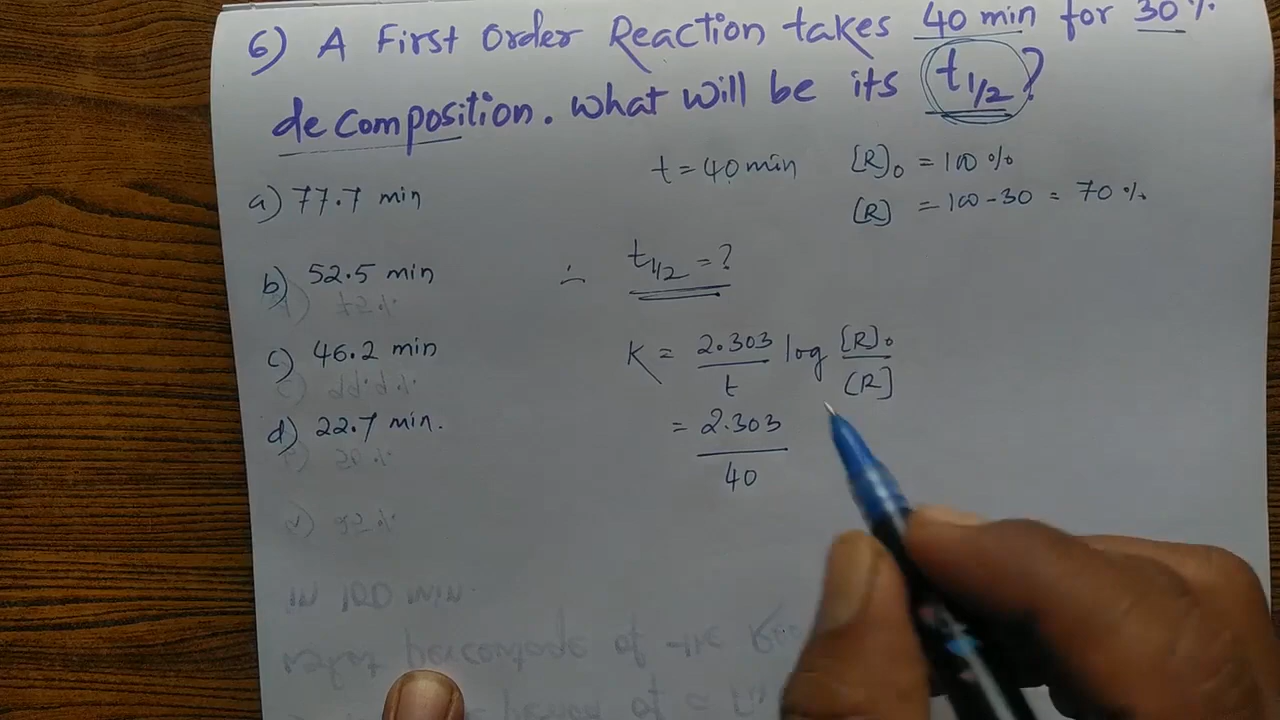 6) A First Order Reaction takes 40 min for 30%
decomposition. What will be its t1/2?
t = 40 min [R]0 = 100 %
a) 77.7 min
[R] = 100 - 30 = 70 %
∴ t1/2 = ?
b) 52.5 min
c) 46.2 min
K = 2.303/t log [R]0/[R]
d) 22.7 min.
= 2.303/40